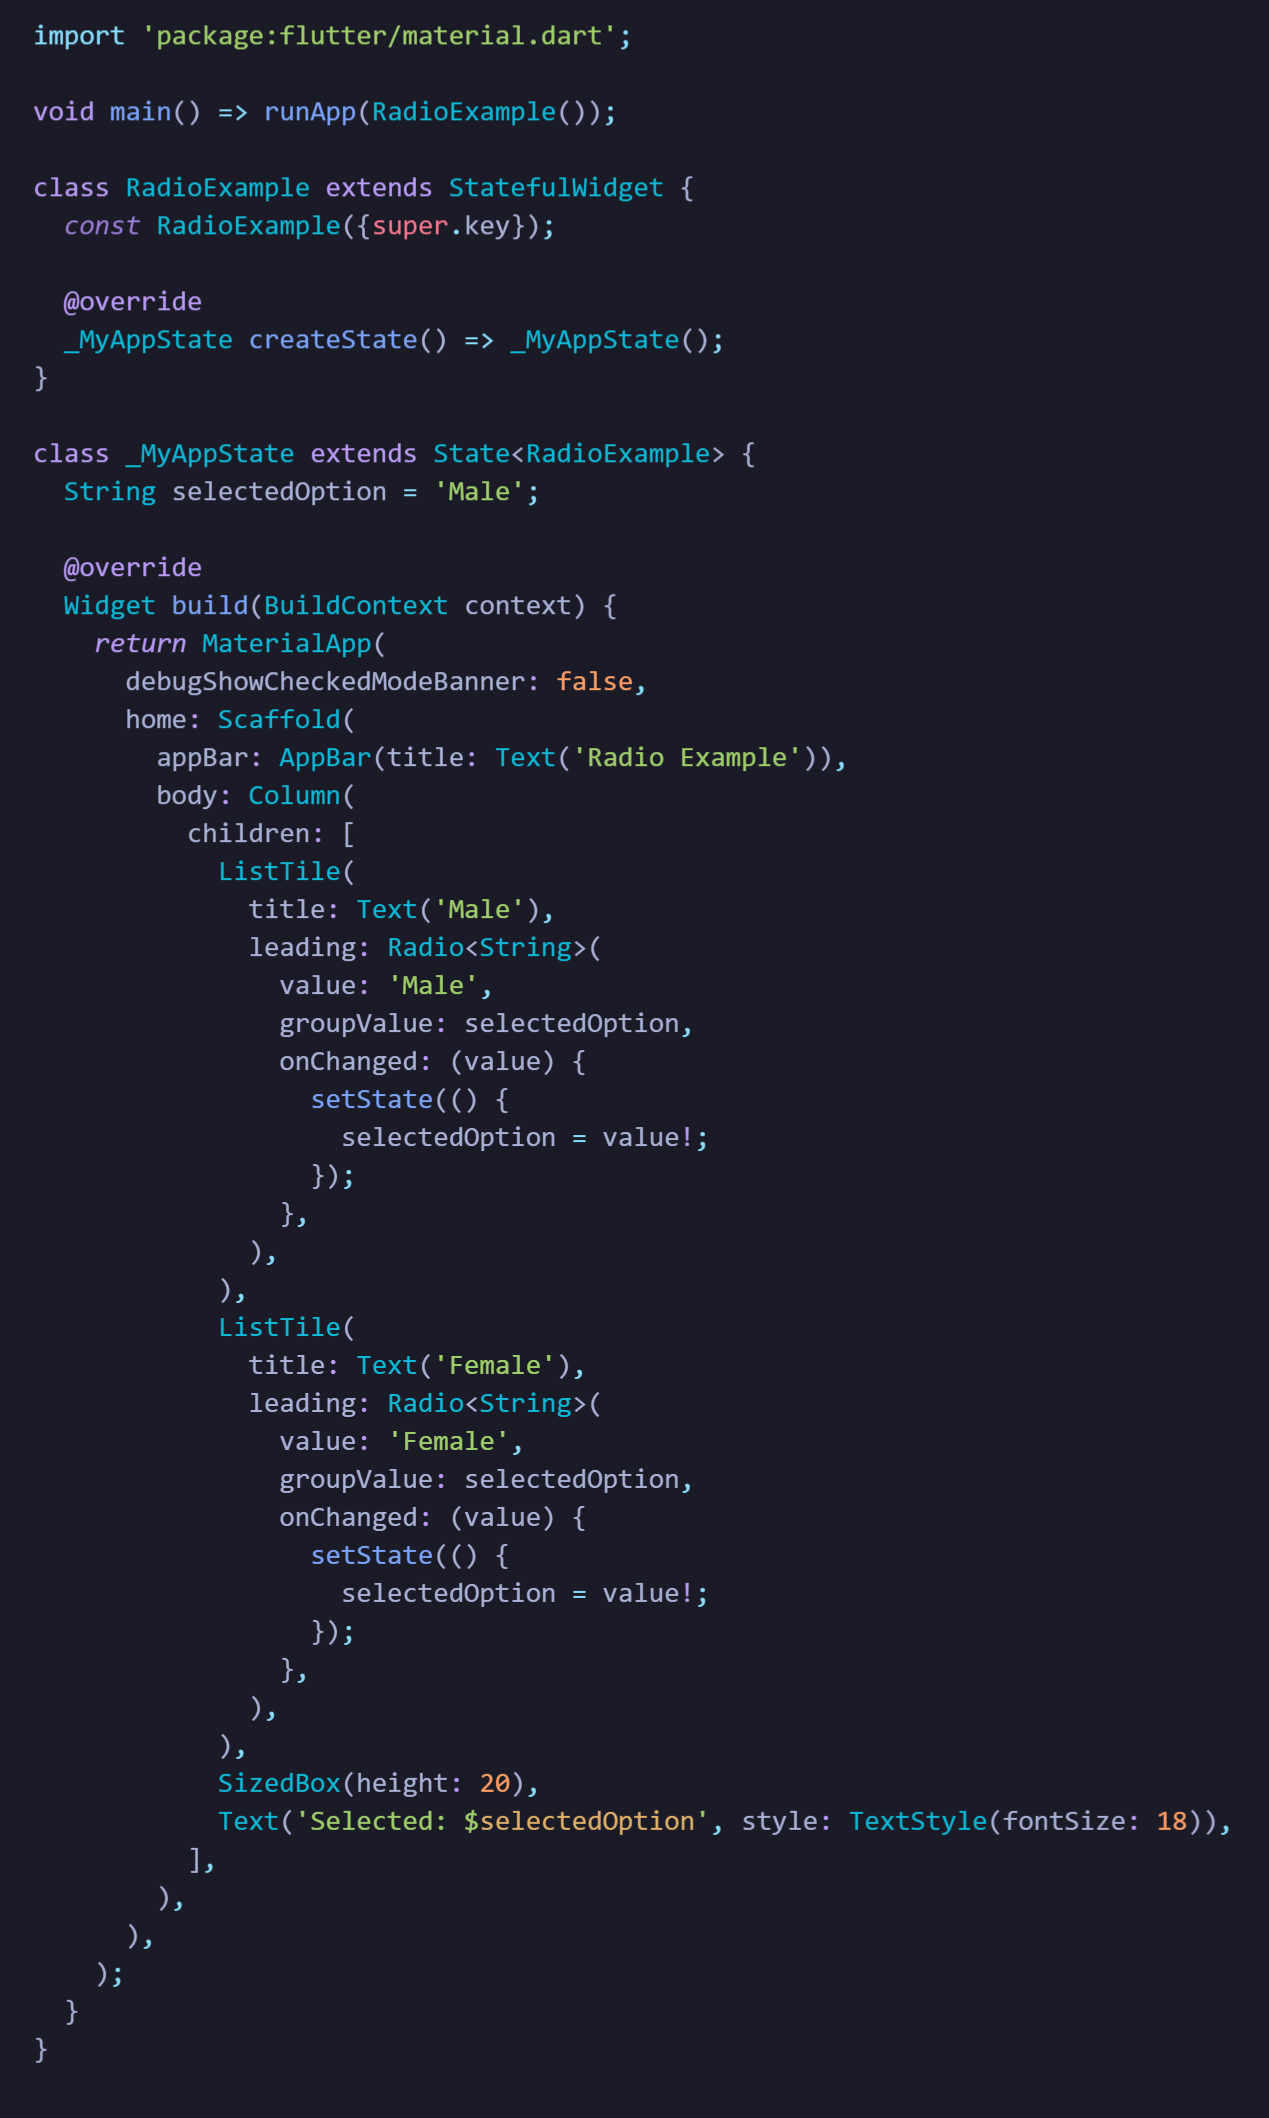 import 'package:flutter/material.dart';

void main() => runApp(RadioExample());

class RadioExample extends StatefulWidget {
  const RadioExample({super.key});

  @override
  _MyAppState createState() => _MyAppState();
}

class _MyAppState extends State<RadioExample> {
  String selectedOption = 'Male';

  @override
  Widget build(BuildContext context) {
    return MaterialApp(
      debugShowCheckedModeBanner: false,
      home: Scaffold(
        appBar: AppBar(title: Text('Radio Example')),
        body: Column(
          children: [
            ListTile(
              title: Text('Male'),
              leading: Radio<String>(
                value: 'Male',
                groupValue: selectedOption,
                onChanged: (value) {
                  setState(() {
                    selectedOption = value!;
                  });
                },
              ),
            ),
            ListTile(
              title: Text('Female'),
              leading: Radio<String>(
                value: 'Female',
                groupValue: selectedOption,
                onChanged: (value) {
                  setState(() {
                    selectedOption = value!;
                  });
                },
              ),
            ),
            SizedBox(height: 20),
            Text('Selected: $selectedOption', style: TextStyle(fontSize: 18)),
          ],
        ),
      ),
    );
  }
}